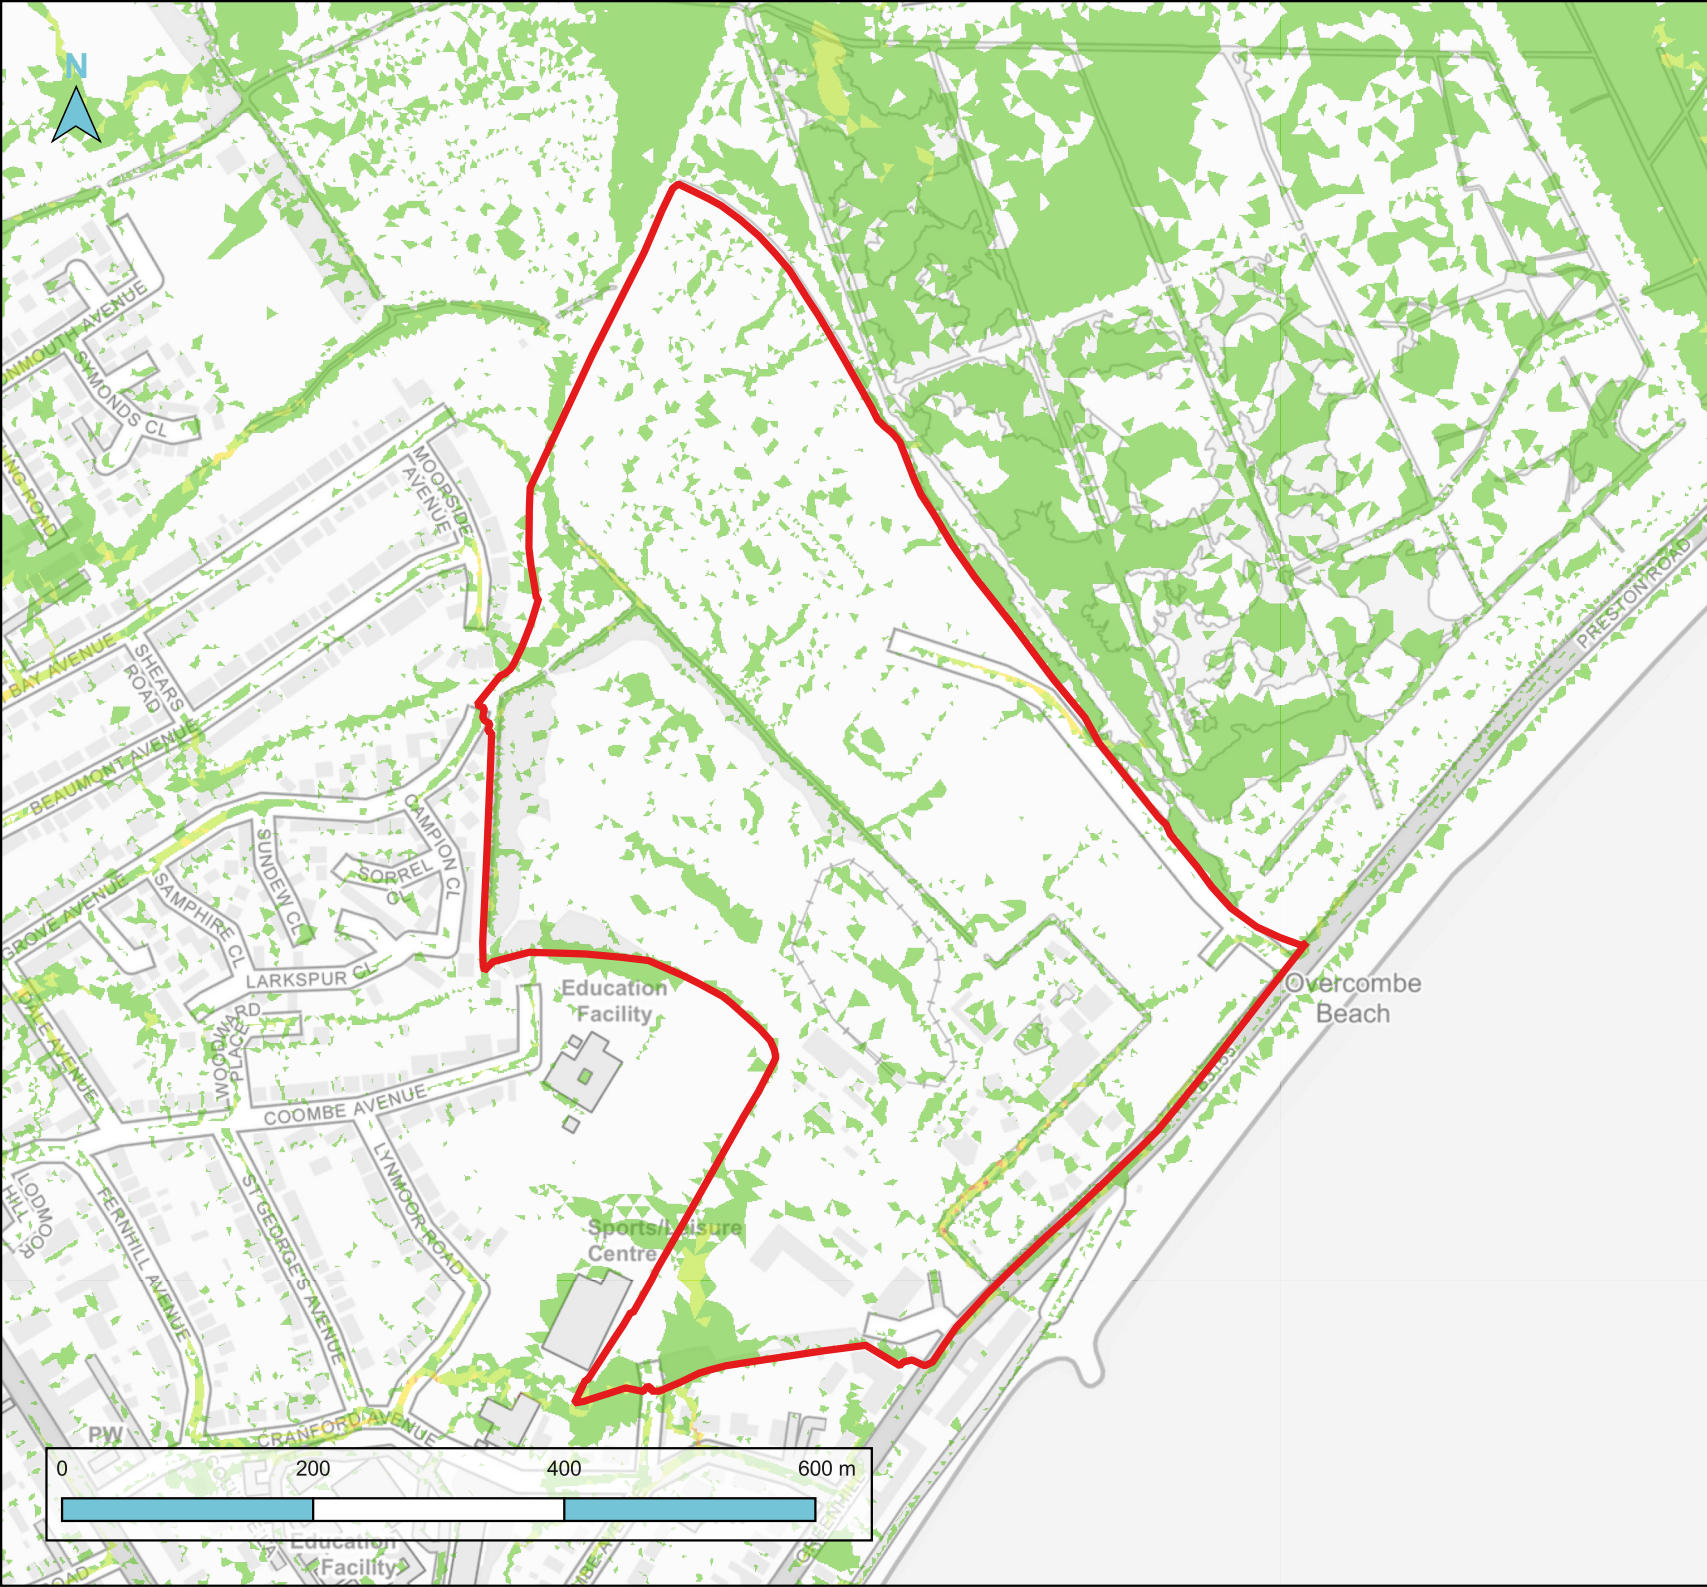 N
SYMONDS CL
MOORSIDE
AVENUE
PRESTON ROAD
BAY AVENUE
SHEARS
ROAD
BEAUMONT AVENUE
CAMPION CL
SUNDEW CL
SORREL
CL
SAMPHIRE CL
GROVE AVENUE
LARKSPUR CL
Education
Facility
Overcombe
Beach
DALE AVENUE
WOODWARD
PLACE
COOMBE AVENUE
LYNMOOR ROAD
ST GEORGE'S AVENUE
FERNHILL AVENUE
LODMOOR
HILL
Sports/Leisure
Centre
PW
CRANFORD AVENUE
0 200 400 600 m
Education
Facility